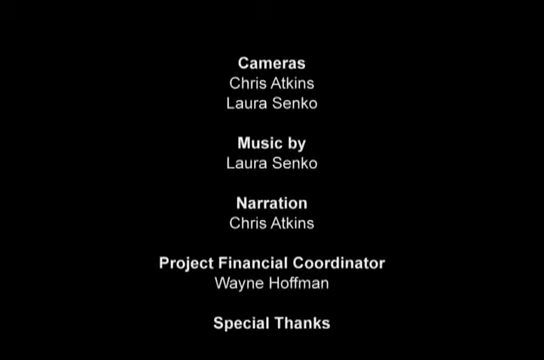 Cameras
Chris Atkins
Laura Senko
Music by
Laura Senko
Narration
Chris Atkins
Project Financial Coordinator
Wayne Hoffman
Special Thanks